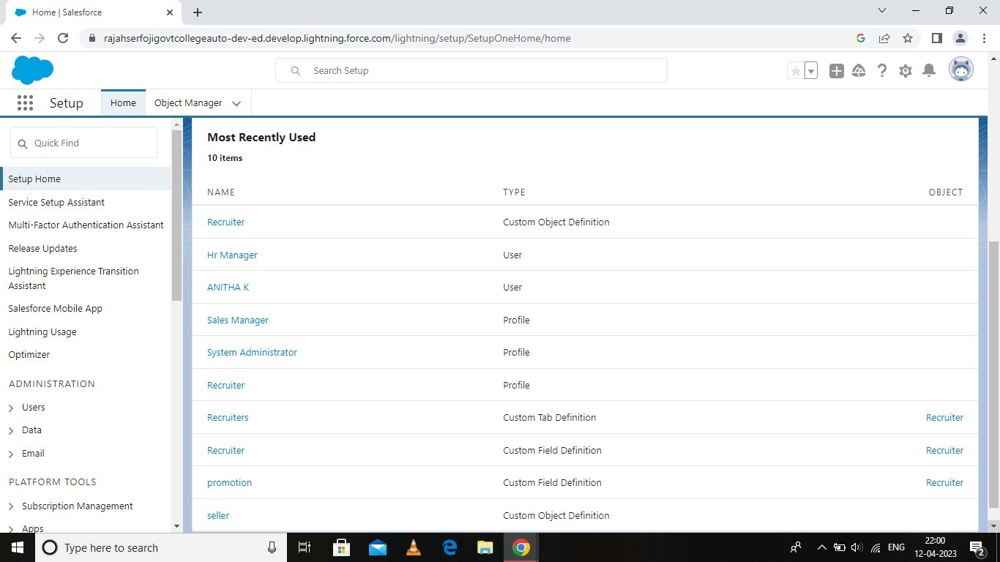 Home | Salesforce
rajahserfojigovtcollegeauto-dev-ed.develop.lightning.force.com/lightning/setup/SetupOneHome/home
Search Setup
Setup
Home
Object Manager
Quick Find
Setup Home
Service Setup Assistant
Multi-Factor Authentication Assistant
Release Updates
Lightning Experience Transition
Assistant
Salesforce Mobile App
Lightning Usage
Optimizer
ADMINISTRATION
Users
Data
Email
PLATFORM TOOLS
Subscription Management
Apps
Most Recently Used
10 items
NAME TYPE OBJECT
Recruiter Custom Object Definition
Hr Manager User
ANITHA K User
Sales Manager Profile
System Administrator Profile
Recruiter Profile
Recruiters Custom Tab Definition Recruiter
Recruiter Custom Field Definition Recruiter
promotion Custom Field Definition Recruiter
seller Custom Object Definition
Type here to search
ENG
22:00
12-04-2023
2